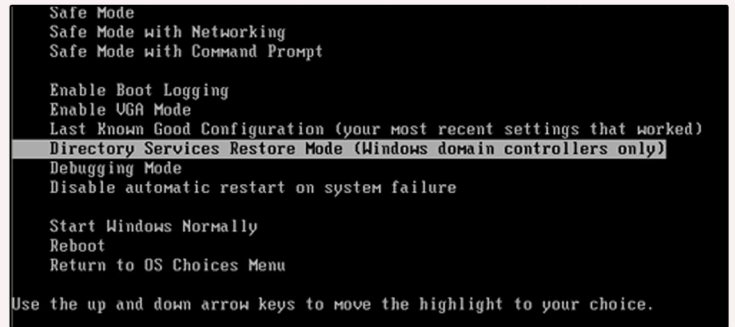 Safe Mode
Safe Mode with Networking
Safe Mode with Command Prompt
Enable Boot Logging
Enable VGA Mode
Last Known Good Configuration (your most recent settings that worked)
Directory Services Restore Mode (Windows domain controllers only)
Debugging Mode
Disable automatic restart on system failure
Start Windows Normally
Reboot
Return to OS Choices Menu
Use the up and down arrow keys to move the highlight to your choice.